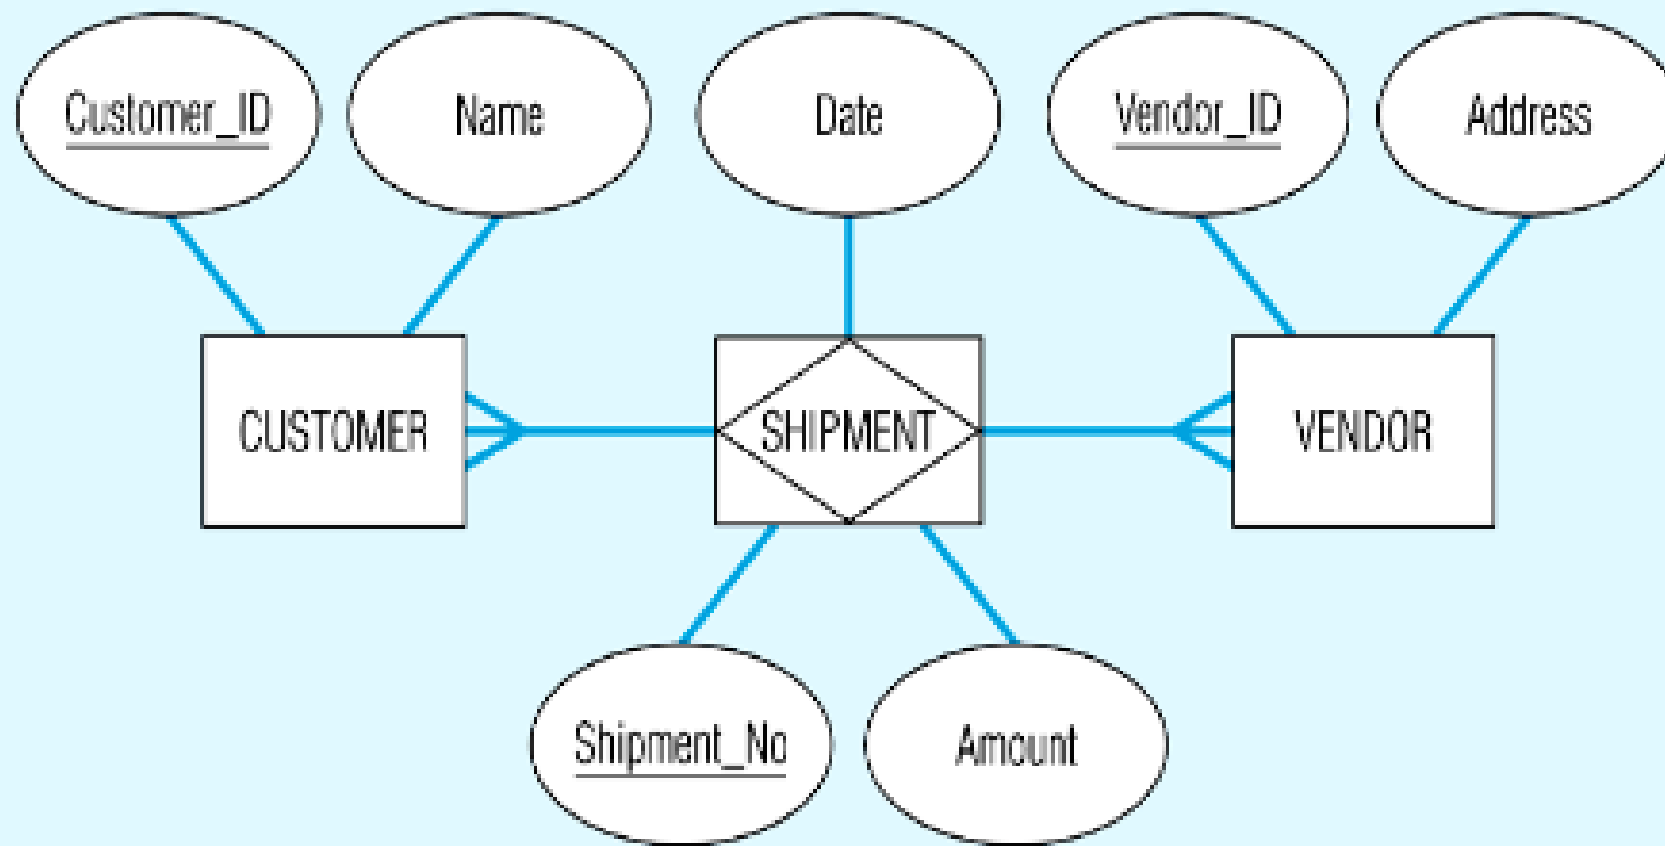 Customer_ID
Name
Date
Vendor_ID
Address
CUSTOMER
SHIPMENT
VENDOR
Shipment_No
Amount